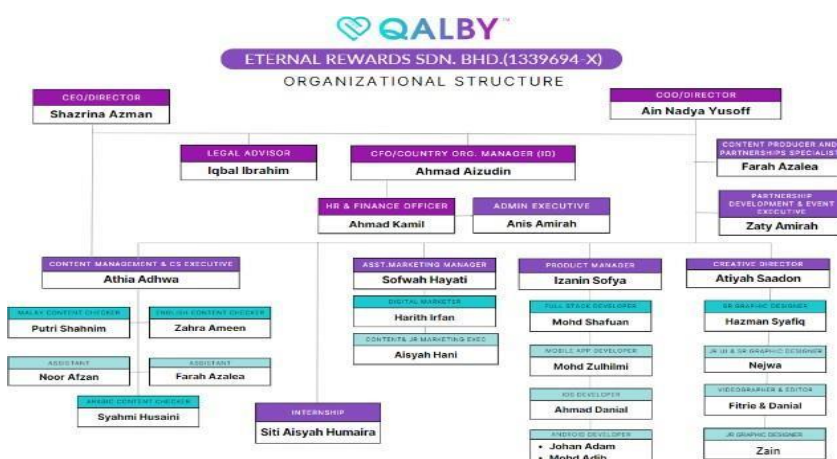 QALBY™
ETERNAL REWARDS SDN. BHD.(1339694-X)
ORGANIZATIONAL STRUCTURE
CEO/DIRECTOR
Shazrina Azman
COO/DIRECTOR
Ain Nadya Yusoff
LEGAL ADVISOR
Iqbal Ibrahim
CFO/COUNTRY ORG. MANAGER (ID)
Ahmad Aizudin
CONTENT PRODUCER AND
PARTNERSHIPS SPECIALIST
Farah Azalea
HR & FINANCE OFFICER
Ahmad Kamil
ADMIN EXECUTIVE
Anis Amirah
PARTNERSHIP
DEVELOPMENT & EVENT
EXECUTIVE
Zaty Amirah
CONTENT MANAGEMENT & CS EXECUTIVE
Athia Adhwa
MALAY CONTENT CHECKER
Putri Shahnim
ENGLISH CONTENT CHECKER
Zahra Ameen
ASSISTANT
Noor Afzan
ASSISTANT
Farah Azalea
ARABIC CONTENT CHECKER
Syahmi Husaini
INTERNSHIP
Siti Aisyah Humaira
ASST.MARKETING MANAGER
Sofwah Hayati
DIGITAL MARKETER
Harith Irfan
CONTENT& JR MARKETING EXEC
Aisyah Hani
PRODUCT MANAGER
Izanin Sofya
FULL STACK DEVELOPER
Mohd Shafuan
MOBILE APP DEVELOPER
Mohd Zulhilmi
IOS DEVELOPER
Ahmad Danial
ANDROID DEVELOPER
• Johan Adam
• Mohd Adib
CREATIVE DIRECTOR
Atiyah Saadon
SR GRAPHIC DESIGNER
Hazman Syafiq
JR UI & SR GRAPHIC DESIGNER
Nejwa
VIDEOGRAPHER & EDITOR
Fitrie & Danial
JR GRAPHIC DESIGNER
Zain